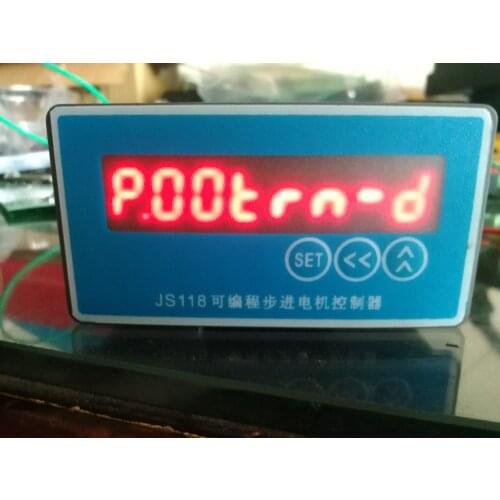 P.00trn-d
SET << ^^
JS118可编程步进电机控制器